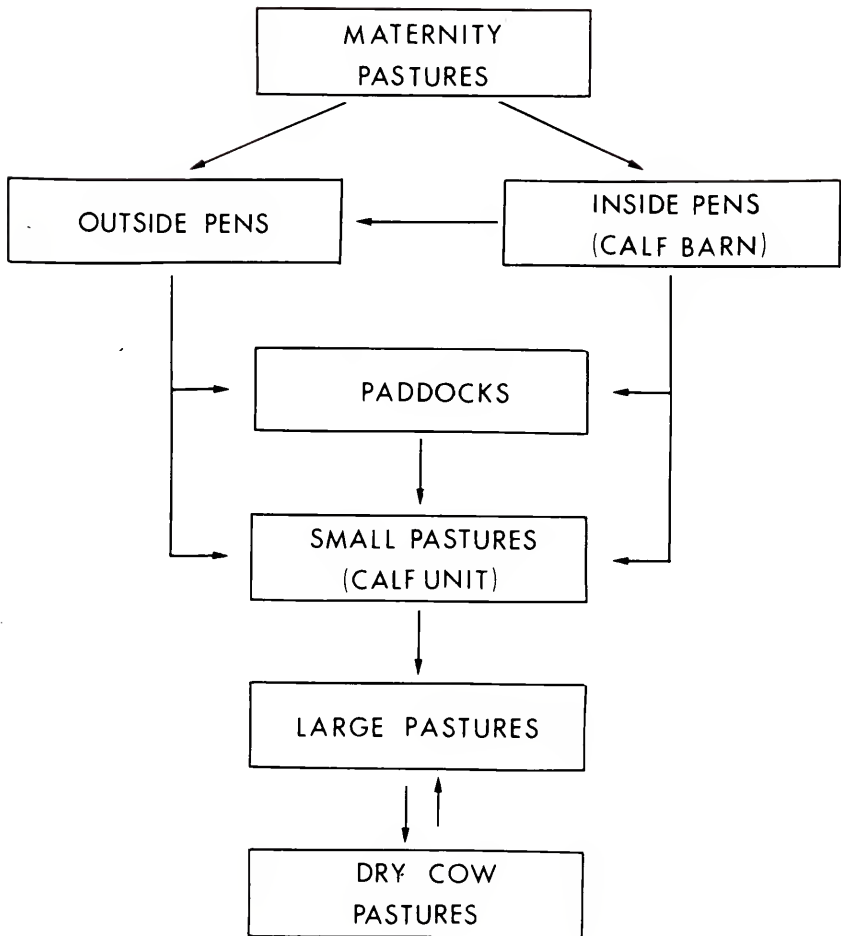 MATERNITY
PASTURES
OUTSIDE PENS
INSIDE PENS
(CALF BARN)
PADDOCKS
SMALL PASTURES
(CALF UNIT)
LARGE PASTURES
DRY COW
PASTURES